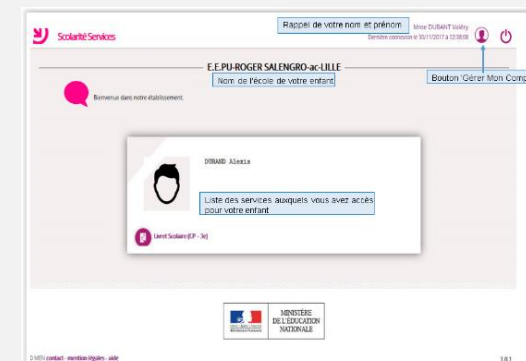 Scolarité Services
Rappel de votre nom et prénom
Mme DURANT Valéry
Dernière connexion le 30/11/2017 à 12:38:08
E.E.PU-ROGER SALENGRO-ac-LILLE
Nom de l'école de votre enfant
Bouton 'Gérer Mon Comp
Bienvenue dans notre établissement.
DURAND Alexis
Liste des services auxquels vous avez accès
pour votre enfant
Livret Scolaire (CP - 3e)
MINISTÈRE
DE L'ÉDUCATION
NATIONALE
MEN contact - mention légales - aide